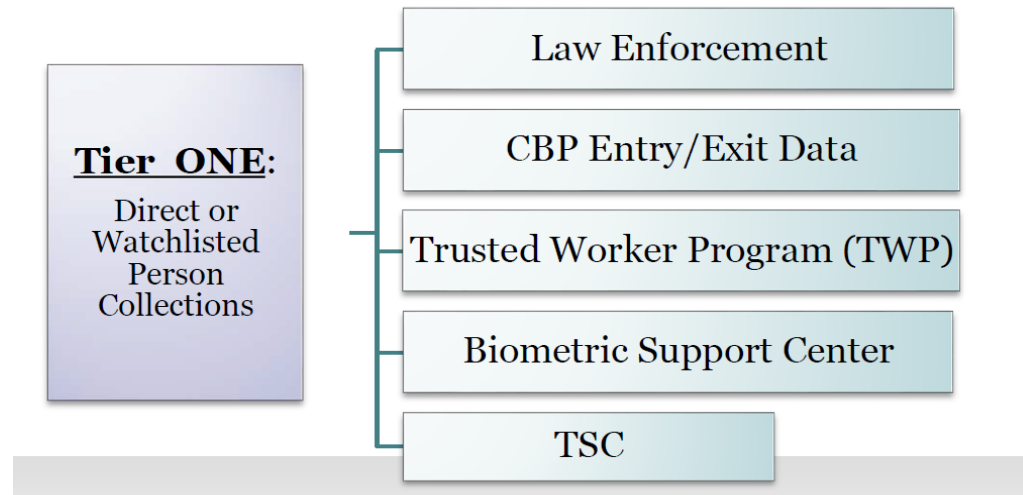 Tier ONE:
Direct or
Watchlisted
Person
Collections
Law Enforcement
CBP Entry/Exit Data
Trusted Worker Program (TWP)
Biometric Support Center
TSC